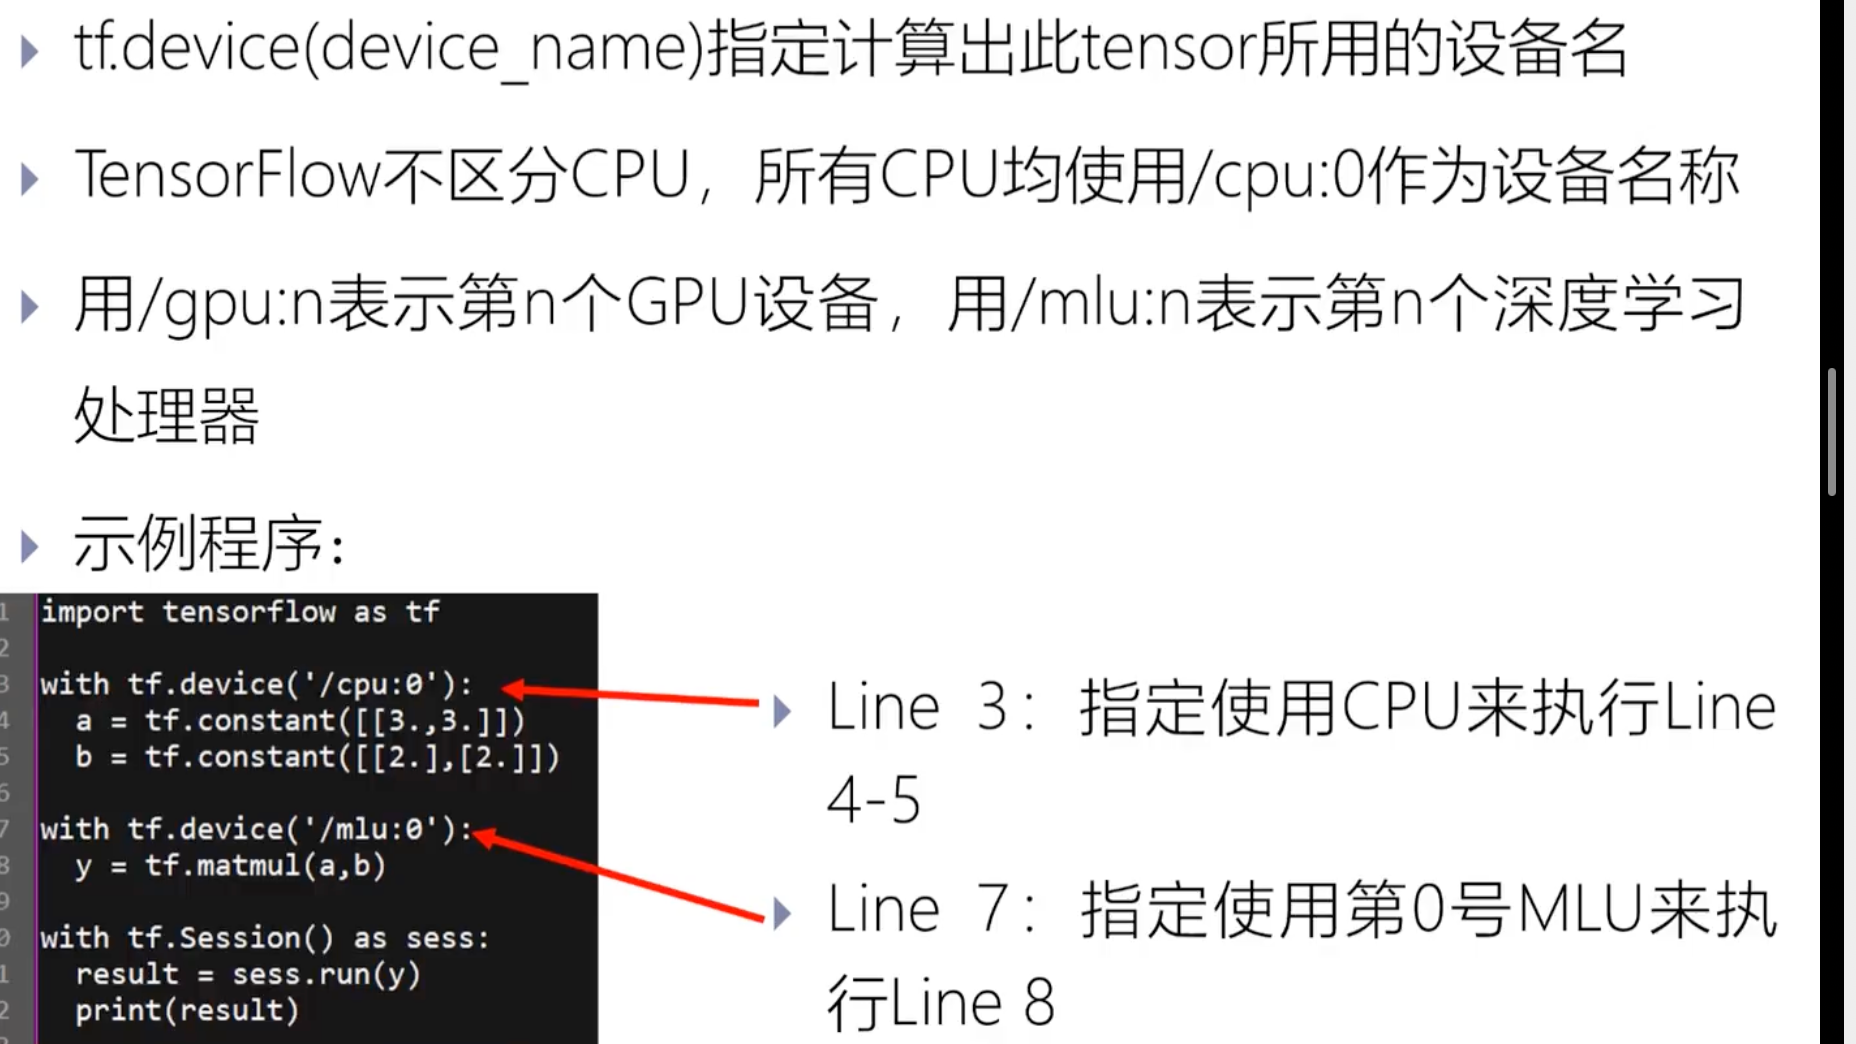 tf.device(device_name)指定计算出此tensor所用的设备名
TensorFlow不区分CPU，所有CPU均使用/cpu:0作为设备名称
用/gpu:n表示第n个GPU设备，用/mlu:n表示第n个深度学习
处理器
示例程序：
1 import tensorflow as tf
2
3 with tf.device('/cpu:0'):
4   a = tf.constant([[3.,3.]])
5   b = tf.constant([[2.],[2.]])
6
7 with tf.device('/mlu:0'):
8   y = tf.matmul(a,b)
9
0 with tf.Session() as sess:
1   result = sess.run(y)
2   print(result)
Line 3：指定使用CPU来执行Line
4-5
Line 7：指定使用第0号MLU来执
行Line 8